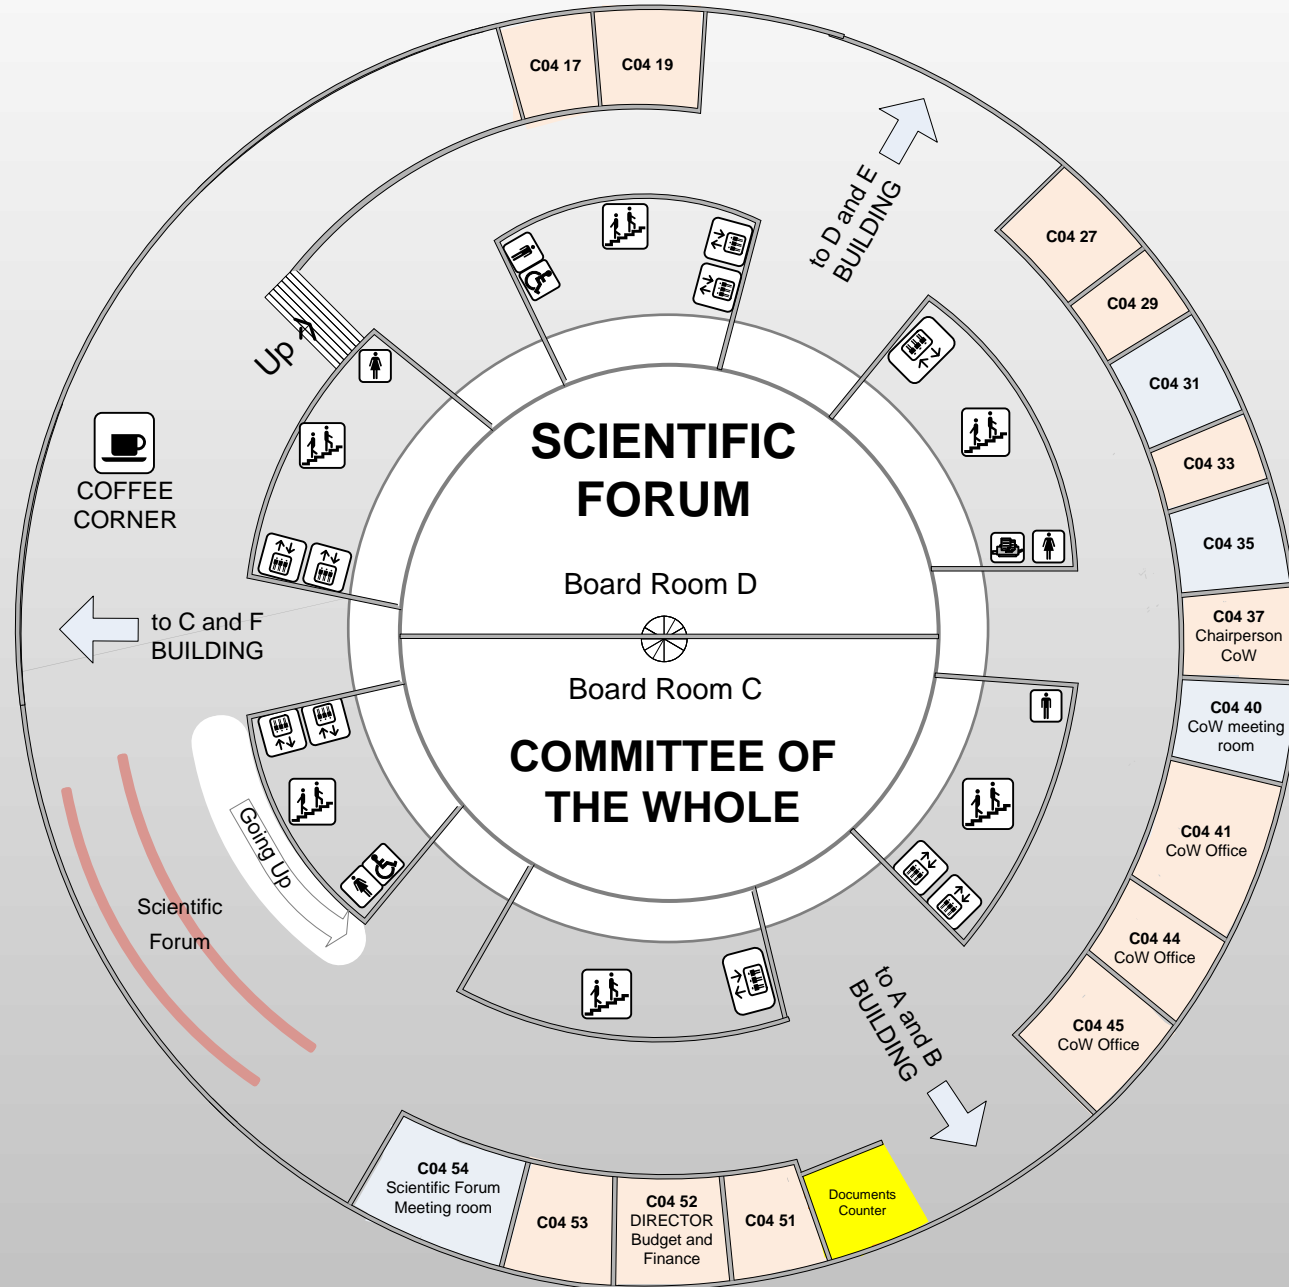 C04 17
C04 19
to D and E
BUILDING
C04 27
C04 29
C04 31
C04 33
C04 35
C04 37
Chairperson
CoW
C04 40
CoW meeting
room
C04 41
CoW Office
C04 44
CoW Office
C04 45
CoW Office
Up
COFFEE
CORNER
to C and F
BUILDING
SCIENTIFIC
FORUM
Board Room D
Board Room C
COMMITTEE OF
THE WHOLE
Going Up
Scientific
Forum
to A and B
BUILDING
C04 54
Scientific Forum
Meeting room
C04 53
C04 52
DIRECTOR
Budget and
Finance
C04 51
Documents
Counter